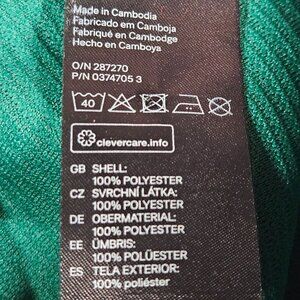 Made in Cambodia
Fabricado em Camboja
Fabriqué en Cambodge
Hecho en Camboya
O/N 287270
P/N 0374705 3
40
clevercare.info
GB SHELL:
100% POLYESTER
CZ SVRCHNÍ LÁTKA:
100% POLYESTER
DE OBERMATERIAL:
100% POLYESTER
EE ÜMBRIS:
100% POLÜESTER
ES TELA EXTERIOR:
100% poliéster